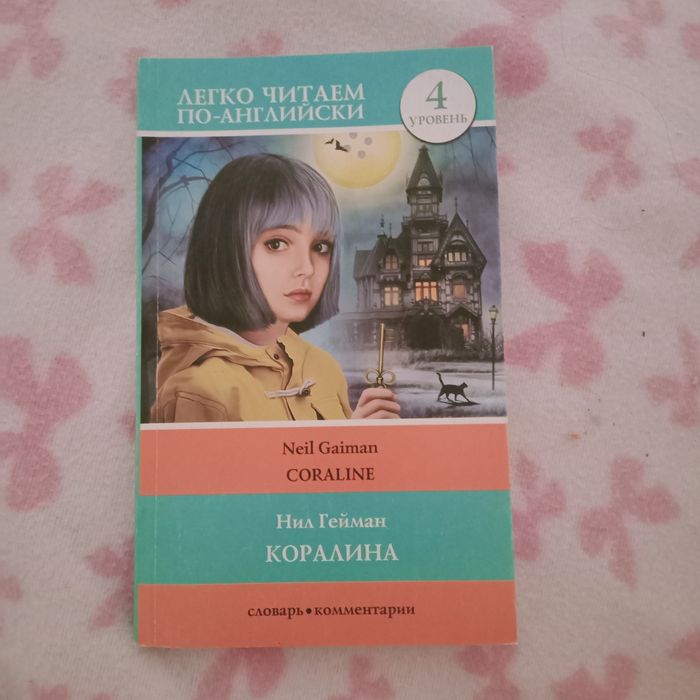 ЛЕГКО ЧИТАЕМ
ПО-АНГЛИЙСКИ
4
УРОВЕНЬ
Neil Gaiman
CORALINE
Нил Гейман
КОРАЛИНА
словарь•комментарии